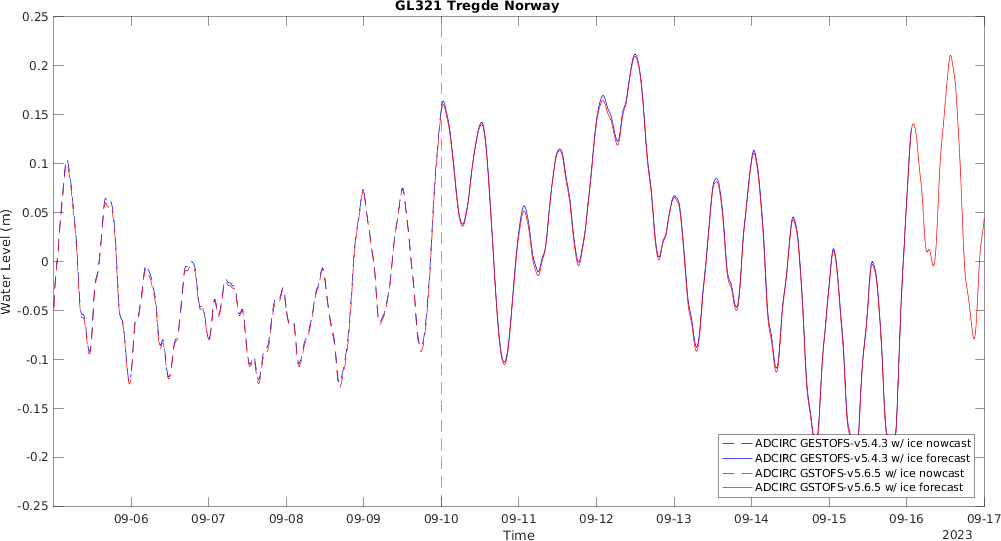 GL321 Tregde Norway
0.25
0.2
0.15
0.1
0.05
0
-0.05
-0.1
-0.15
-0.2
-0.25
Water Level (m)
09-06 09-07 09-08 09-09 09-10 09-11 09-12 09-13 09-14 09-15 09-16 09-17
Time
2023
ADCIRC GESTOFS-v5.4.3 w/ ice nowcast
ADCIRC GESTOFS-v5.4.3 w/ ice forecast
ADCIRC GSTOFS-v5.6.5 w/ ice nowcast
ADCIRC GSTOFS-v5.6.5 w/ ice forecast